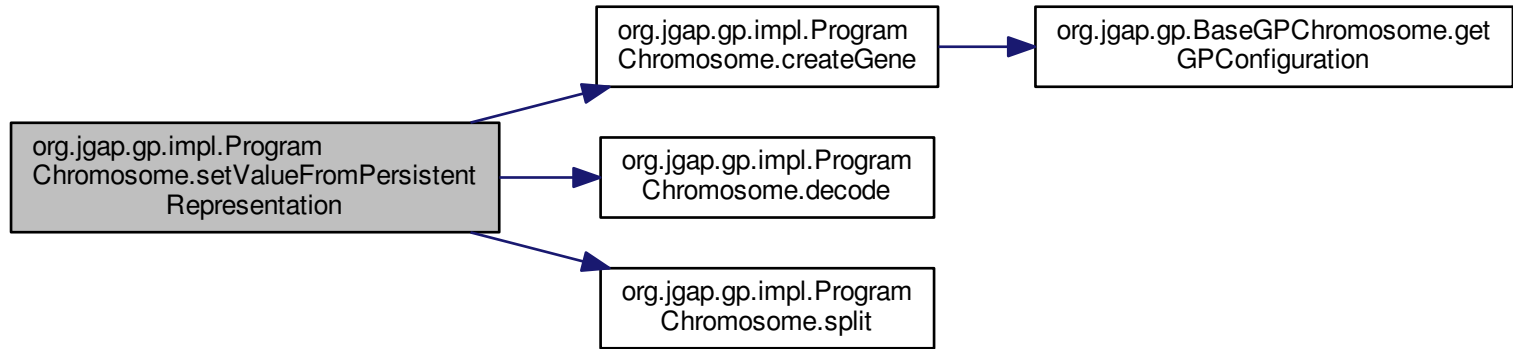 org.jgap.gp.impl.Program
Chromosome.setValueFromPersistent
Representation
org.jgap.gp.impl.Program
Chromosome.createGene
org.jgap.gp.BaseGPChromosome.get
GPConfiguration
org.jgap.gp.impl.Program
Chromosome.decode
org.jgap.gp.impl.Program
Chromosome.split